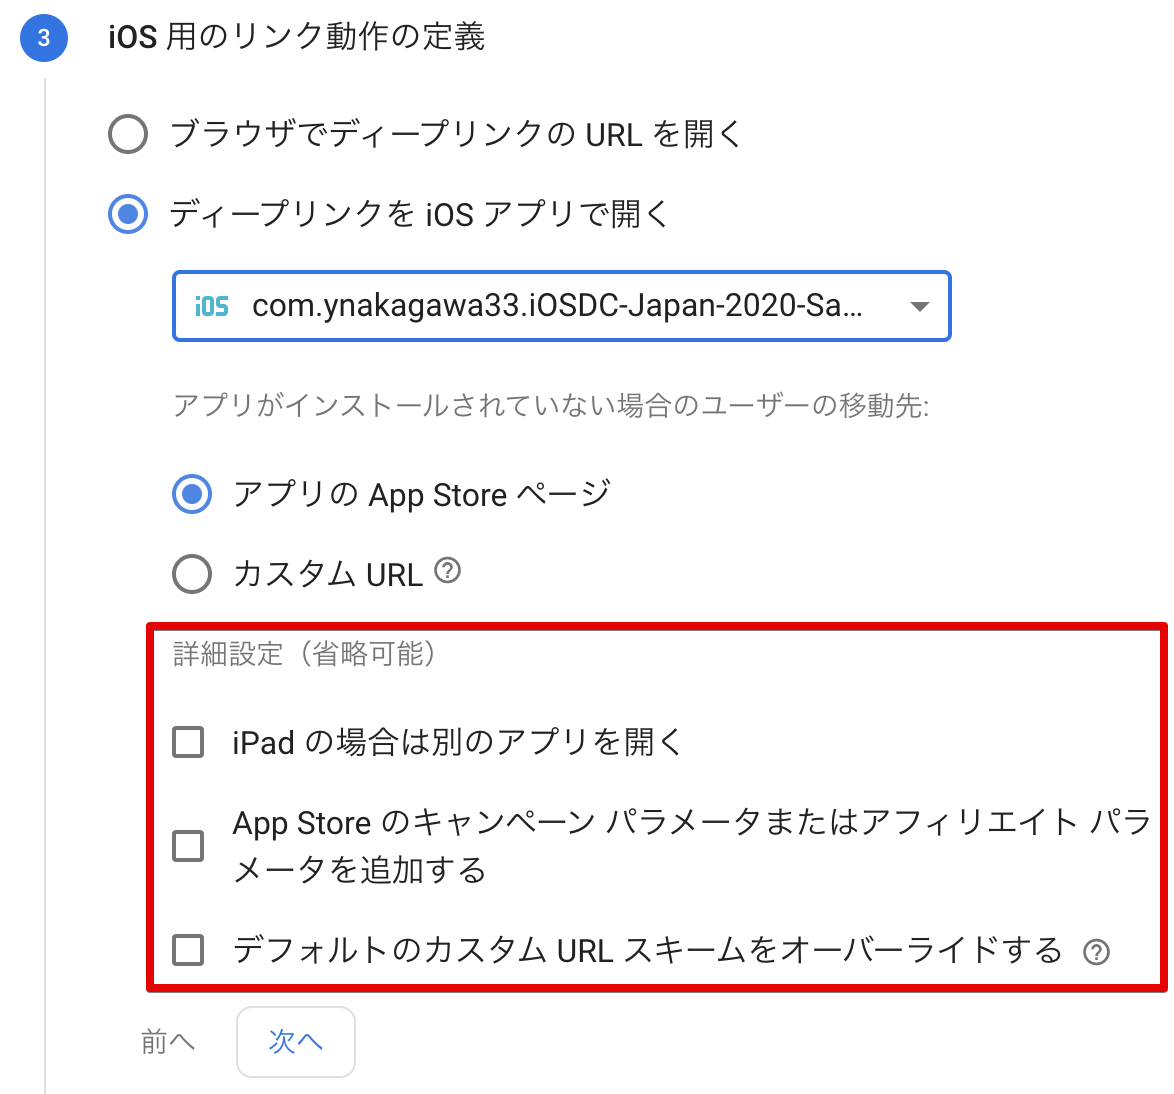 3 iOS 用のリンク動作の定義
ブラウザでディープリンクの URL を開く
ディープリンクを iOS アプリで開く
iOS com.ynakagawa33.iOSDC-Japan-2020-Sa...
アプリがインストールされていない場合のユーザーの移動先:
アプリの App Store ページ
カスタム URL ?
詳細設定（省略可能）
iPad の場合は別のアプリを開く
App Store のキャンペーン パラメータまたはアフィリエイト パラ
メータを追加する
デフォルトのカスタム URL スキームをオーバーライドする ?
前へ 次へ